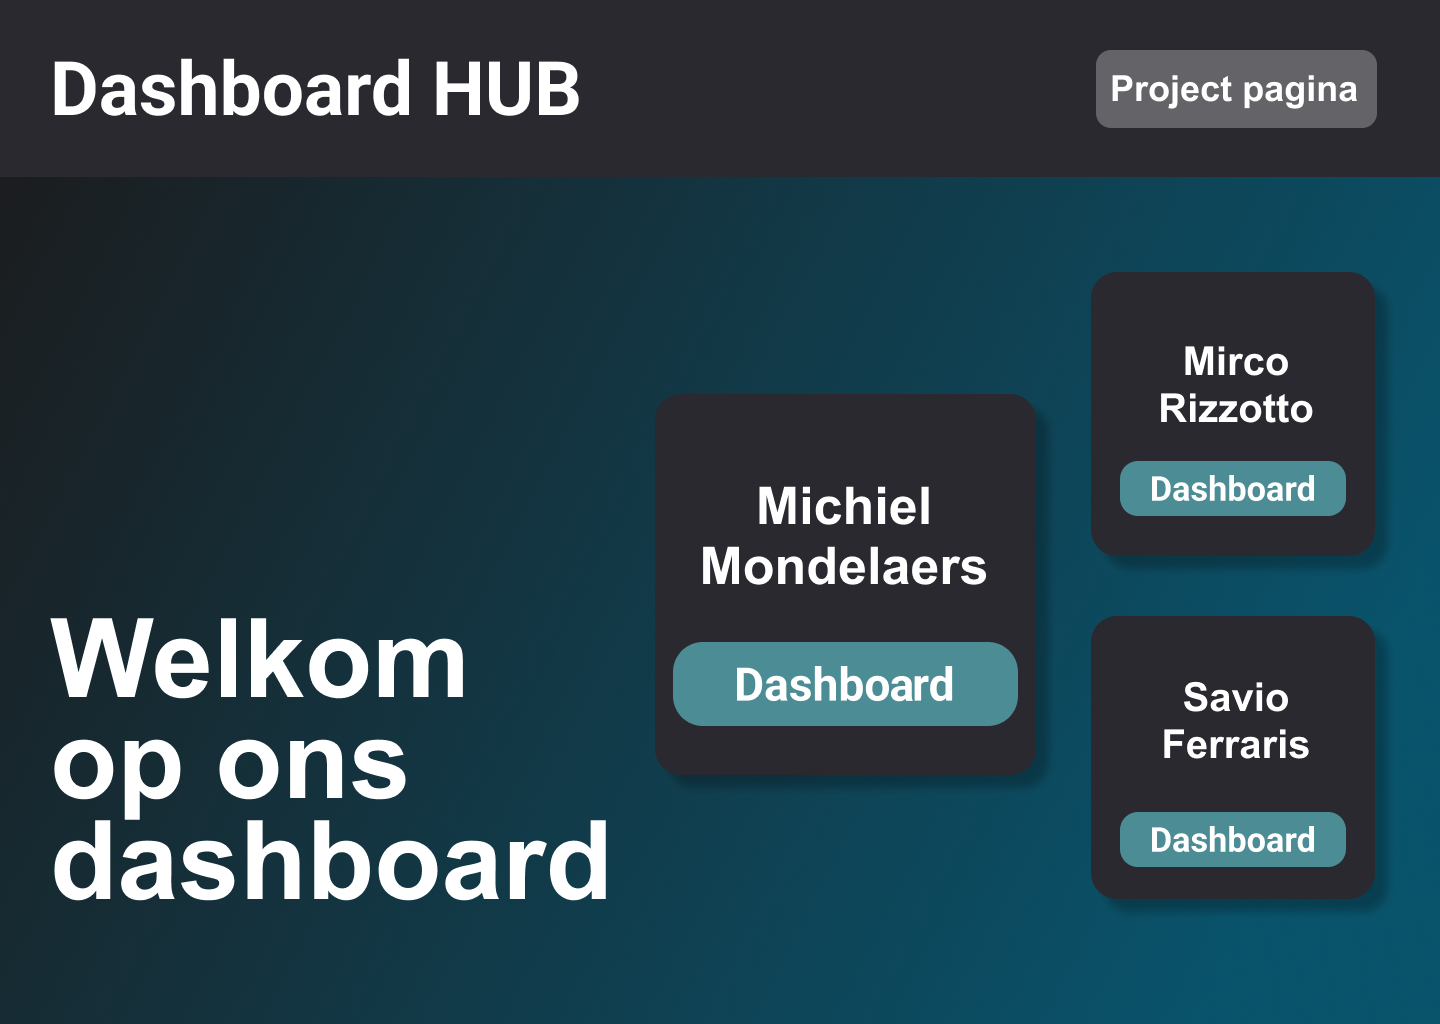 Dashboard HUB
Project pagina
Welkom
op ons
dashboard
Michiel
Mondelaers
Dashboard
Mirco
Rizzotto
Dashboard
Savio
Ferraris
Dashboard